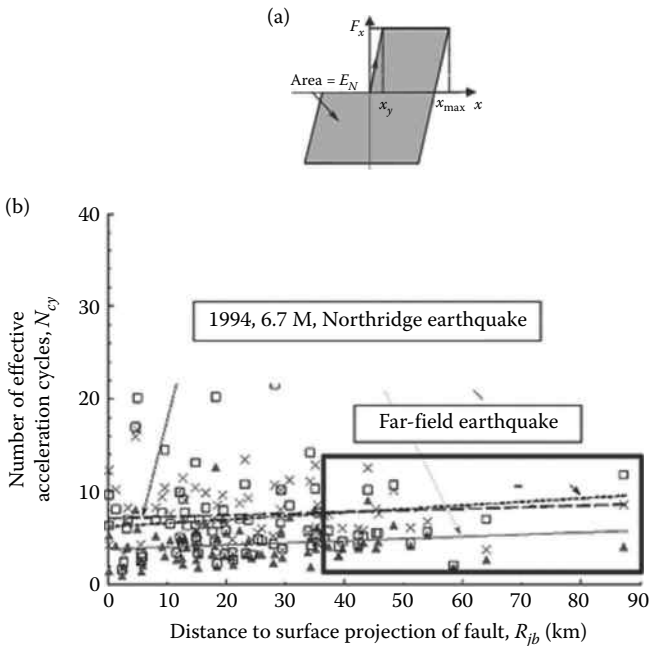 (a)
Fₓ
Area = E_N
x_y
x_max
x
(b)
Number of effective
acceleration cycles, N_cy
40
30
20
10
0
1994, 6.7 M, Northridge earthquake
Far-field earthquake
0 10 20 30 40 50 60 70 80 90
Distance to surface projection of fault, R_jb (km)